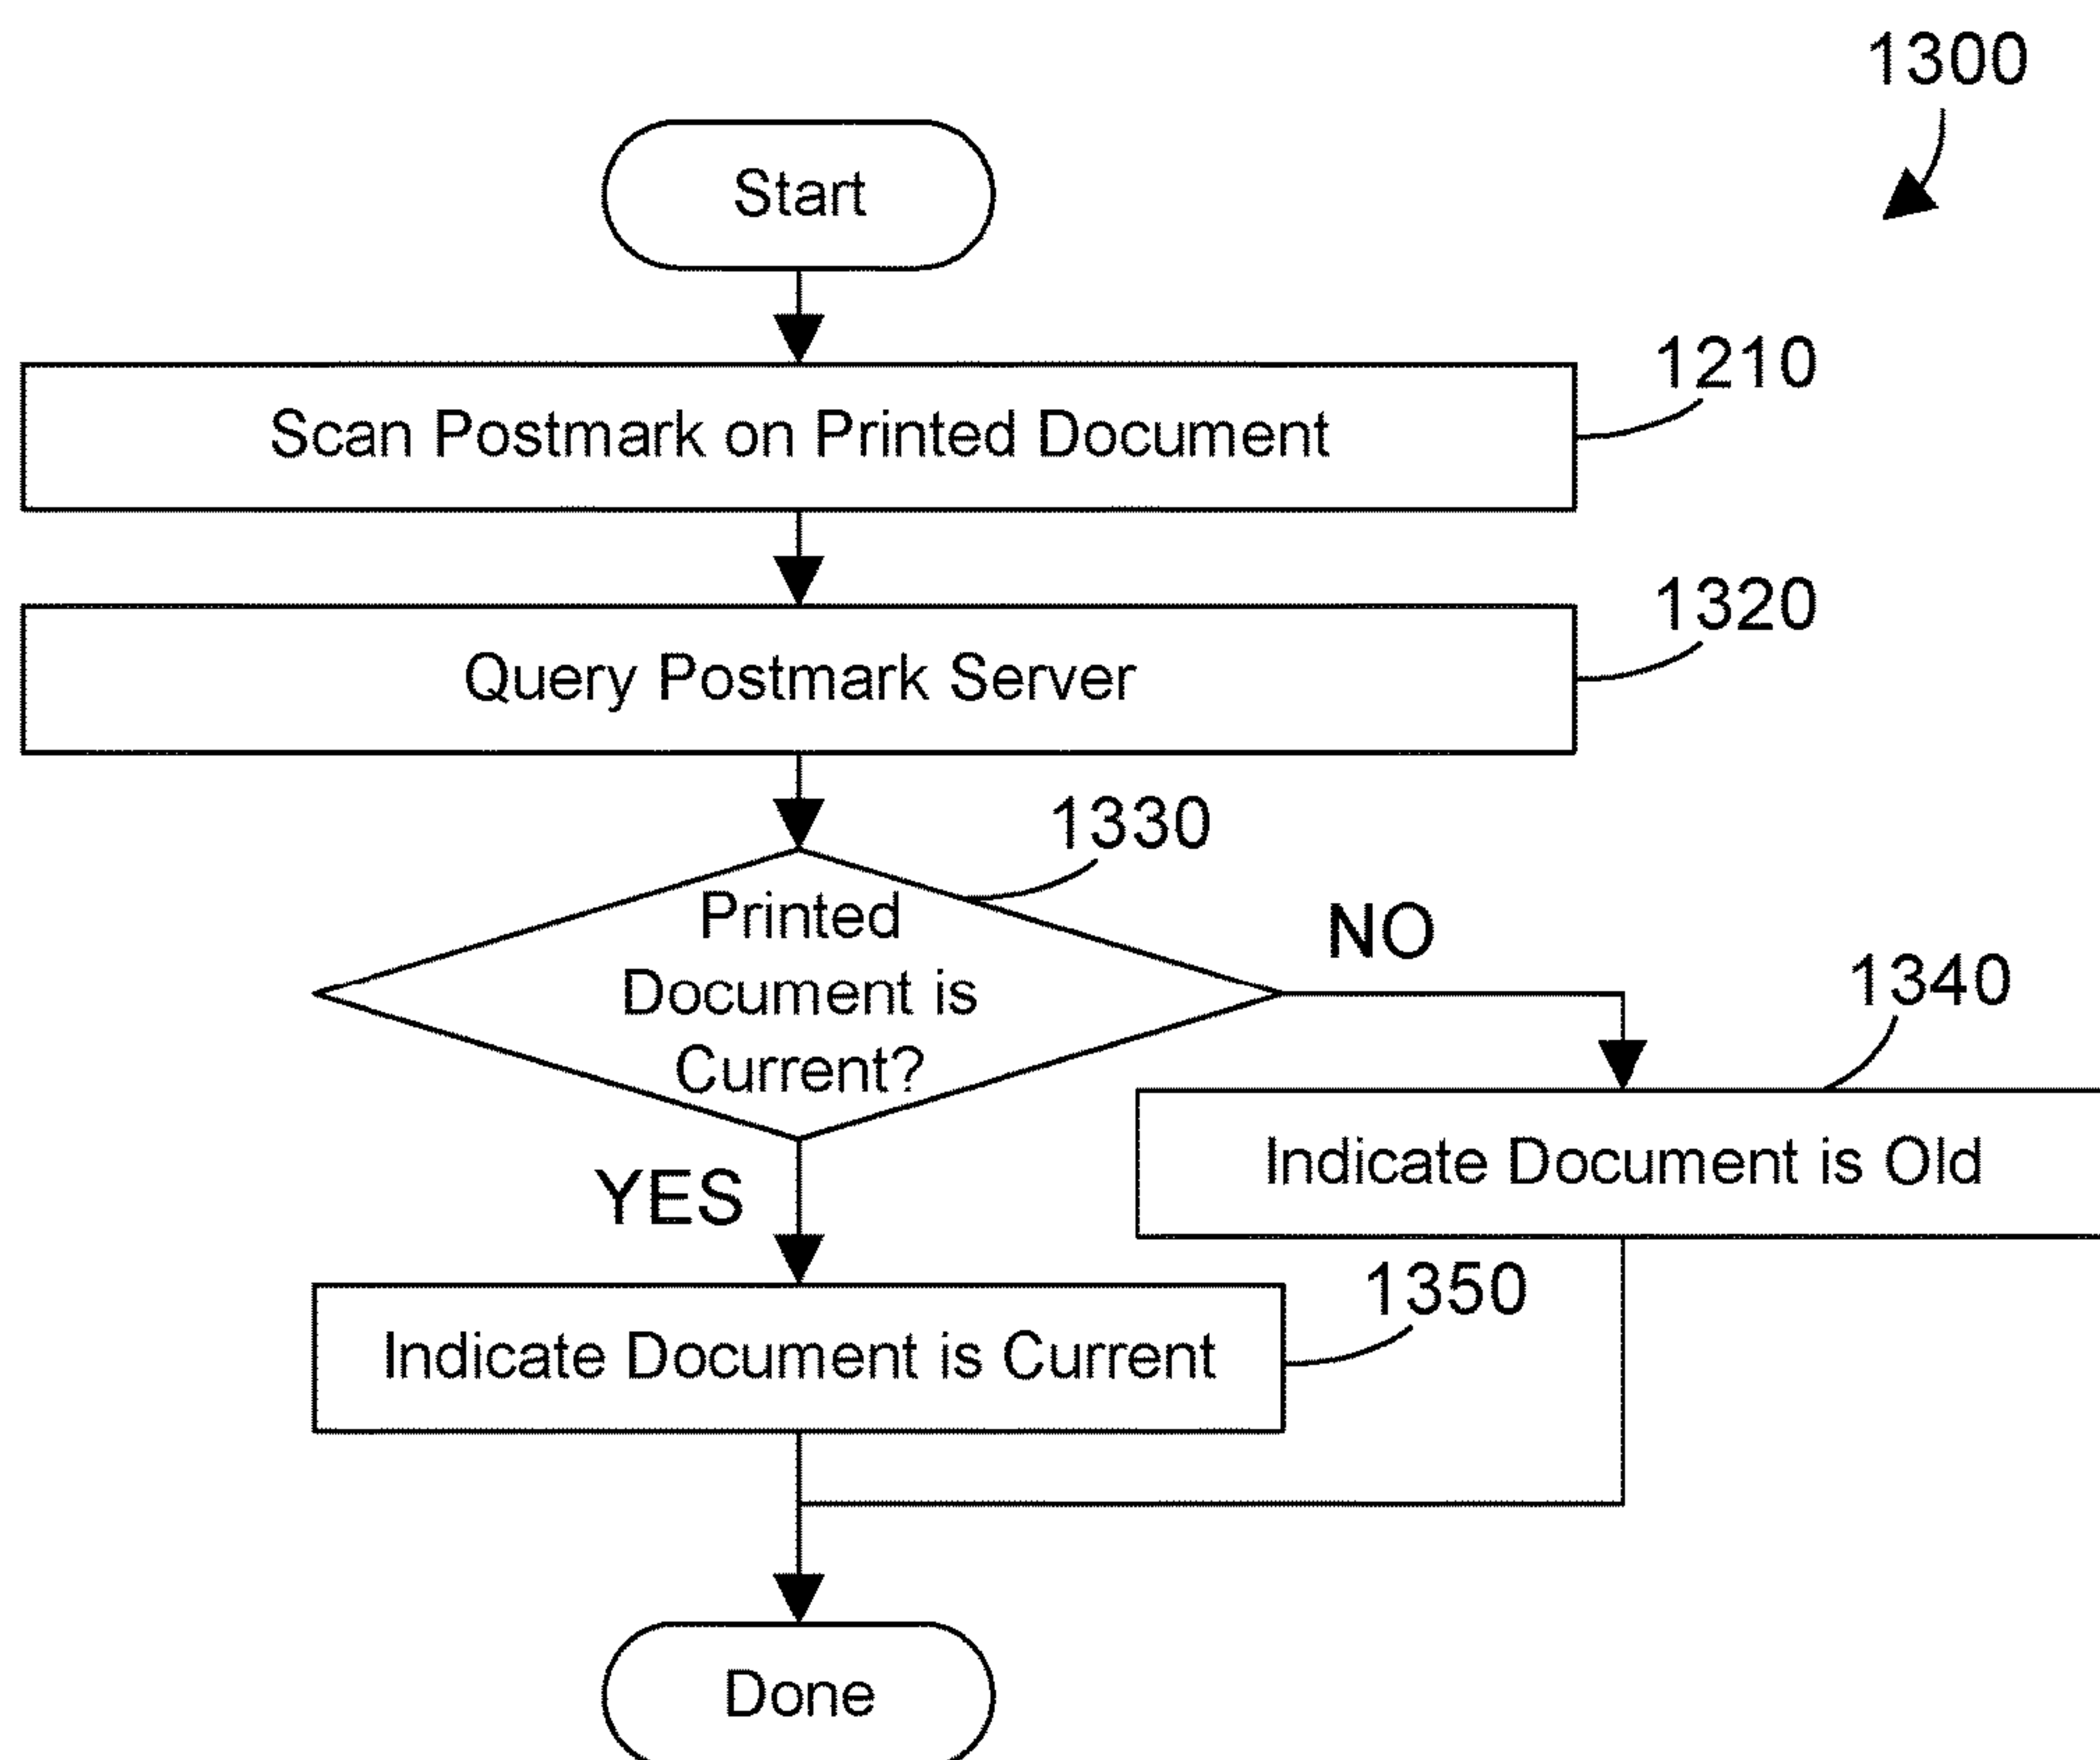 1300
Start
1210
Scan Postmark on Printed Document
1320
Query Postmark Server
1330
Printed
Document is
Current?
NO
1340
Indicate Document is Old
YES
1350
Indicate Document is Current
Done